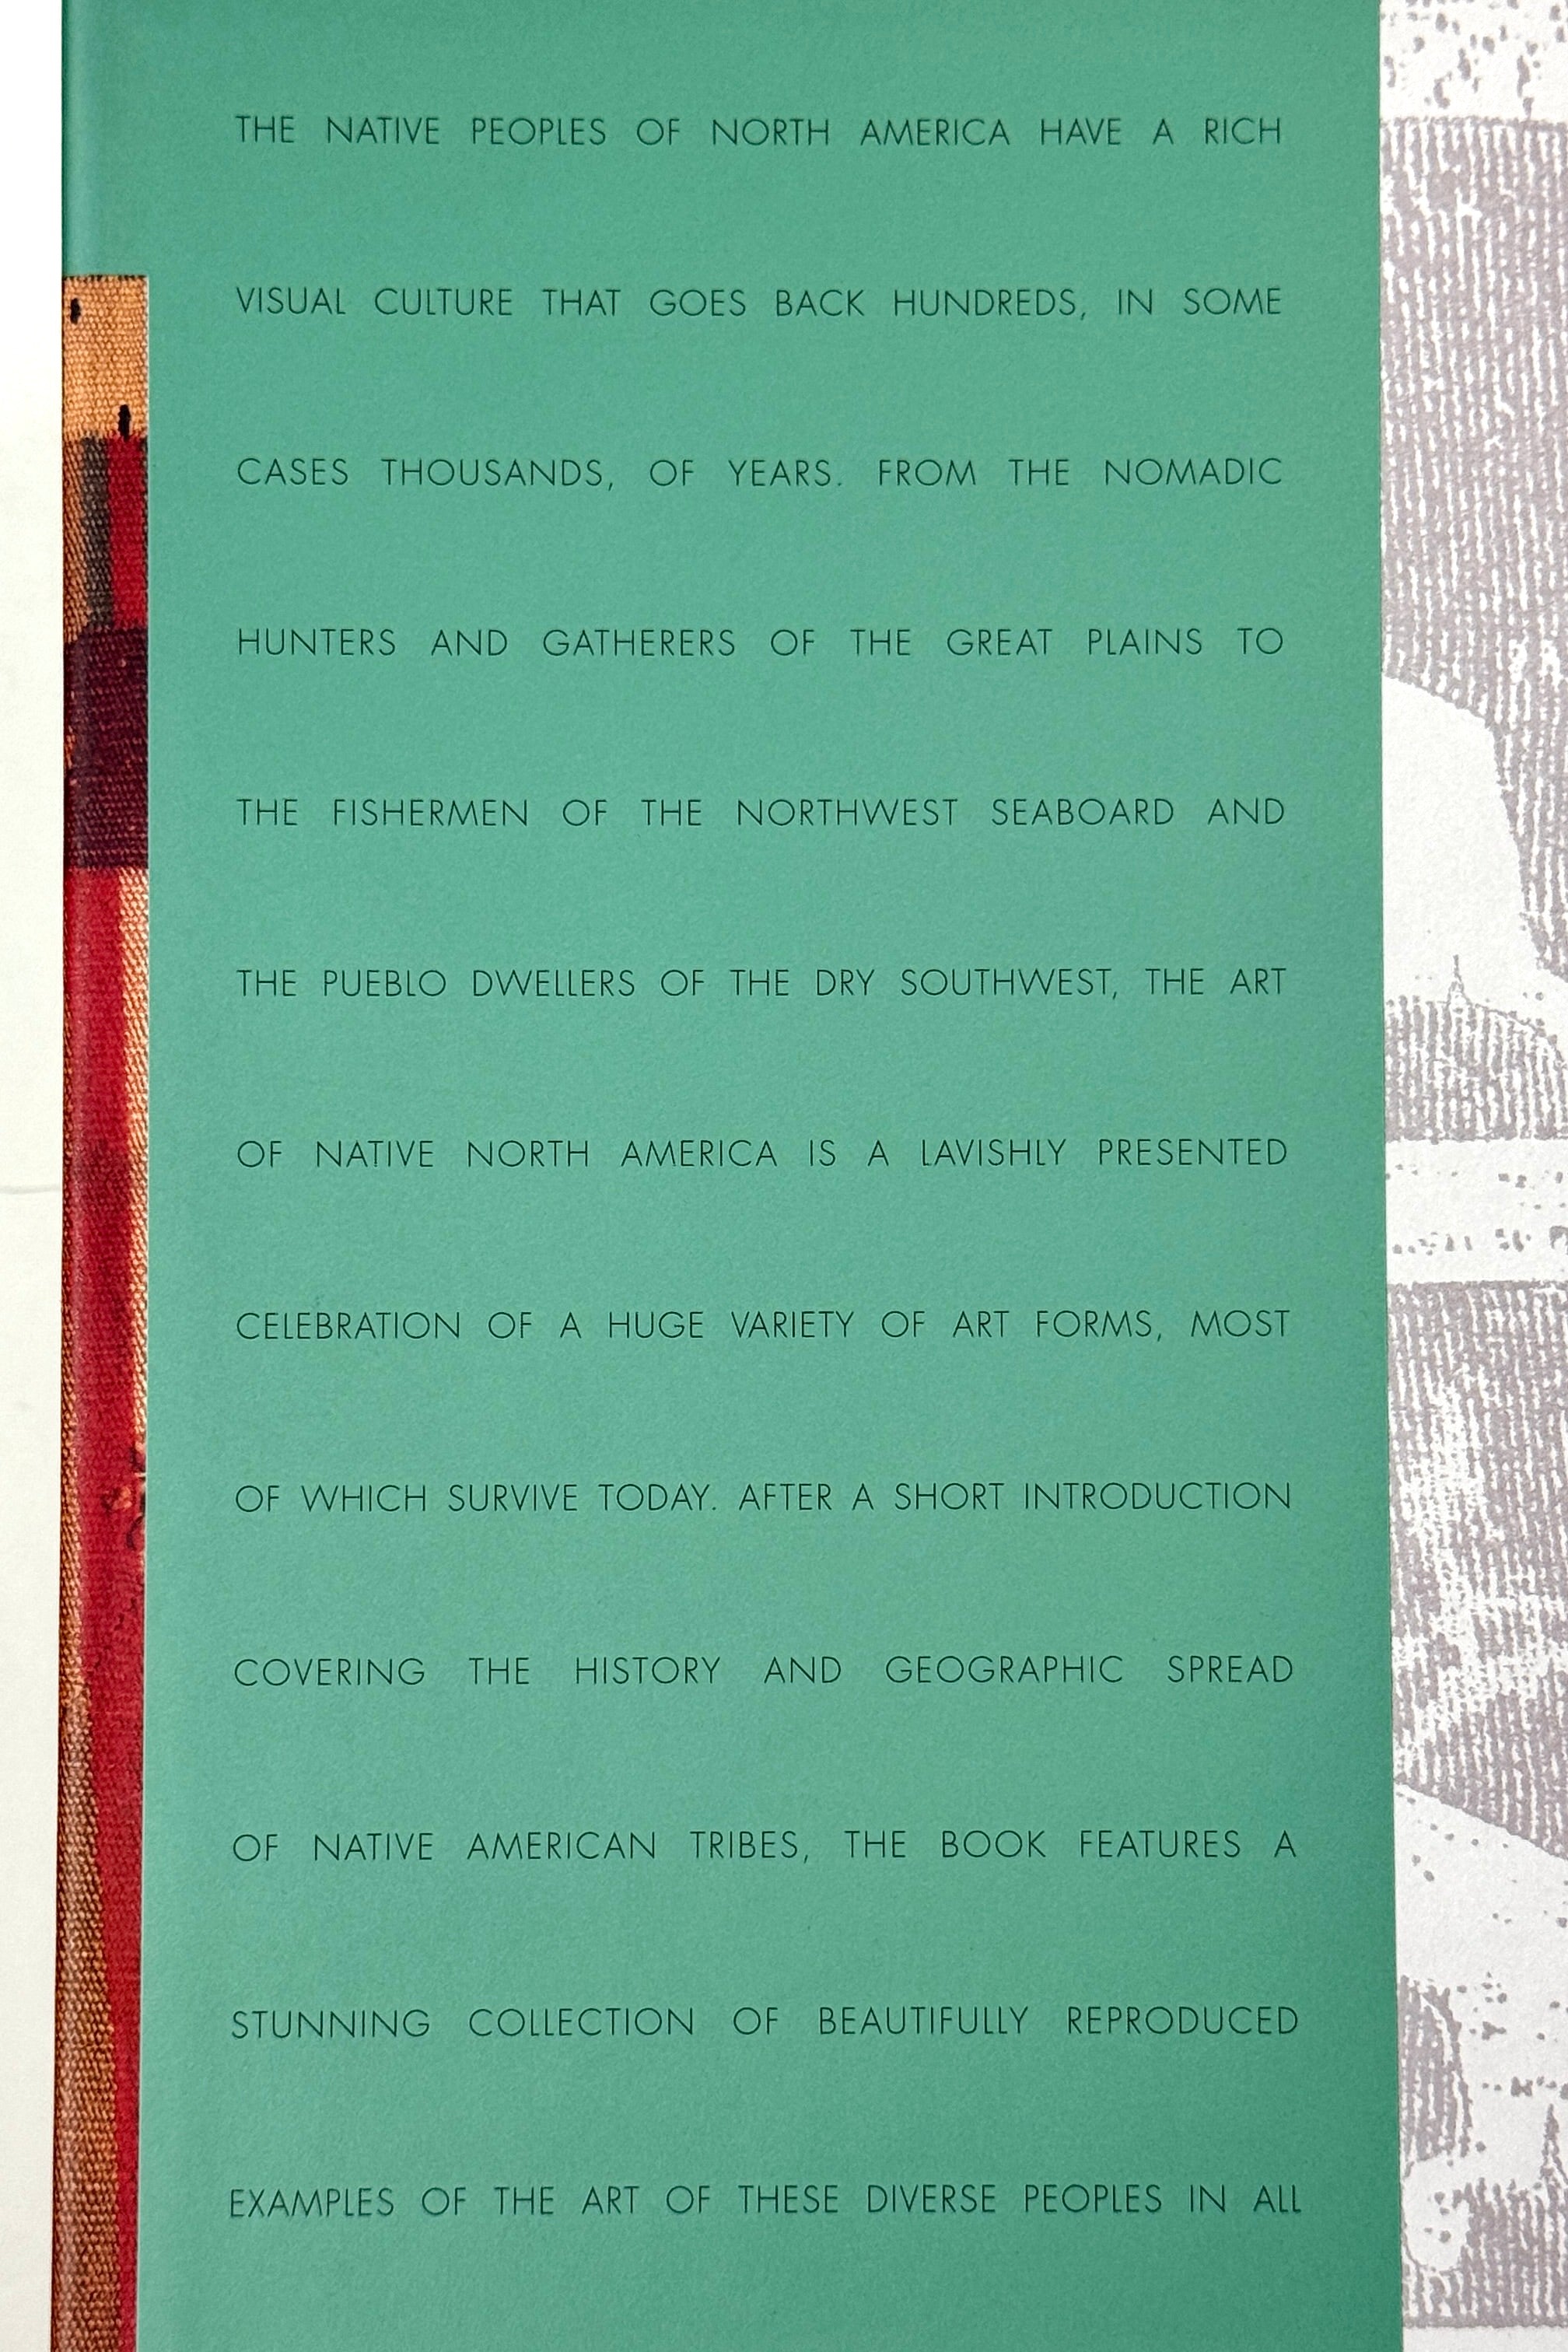 THE NATIVE PEOPLES OF NORTH AMERICA HAVE A RICH
VISUAL CULTURE THAT GOES BACK HUNDREDS, IN SOME
CASES THOUSANDS, OF YEARS. FROM THE NOMADIC
HUNTERS AND GATHERERS OF THE GREAT PLAINS TO
THE FISHERMEN OF THE NORTHWEST SEABOARD AND
THE PUEBLO DWELLERS OF THE DRY SOUTHWEST, THE ART
OF NATIVE NORTH AMERICA IS A LAVISHLY PRESENTED
CELEBRATION OF A HUGE VARIETY OF ART FORMS, MOST
OF WHICH SURVIVE TODAY. AFTER A SHORT INTRODUCTION
COVERING THE HISTORY AND GEOGRAPHIC SPREAD
OF NATIVE AMERICAN TRIBES, THE BOOK FEATURES A
STUNNING COLLECTION OF BEAUTIFULLY REPRODUCED
EXAMPLES OF THE ART OF THESE DIVERSE PEOPLES IN ALL